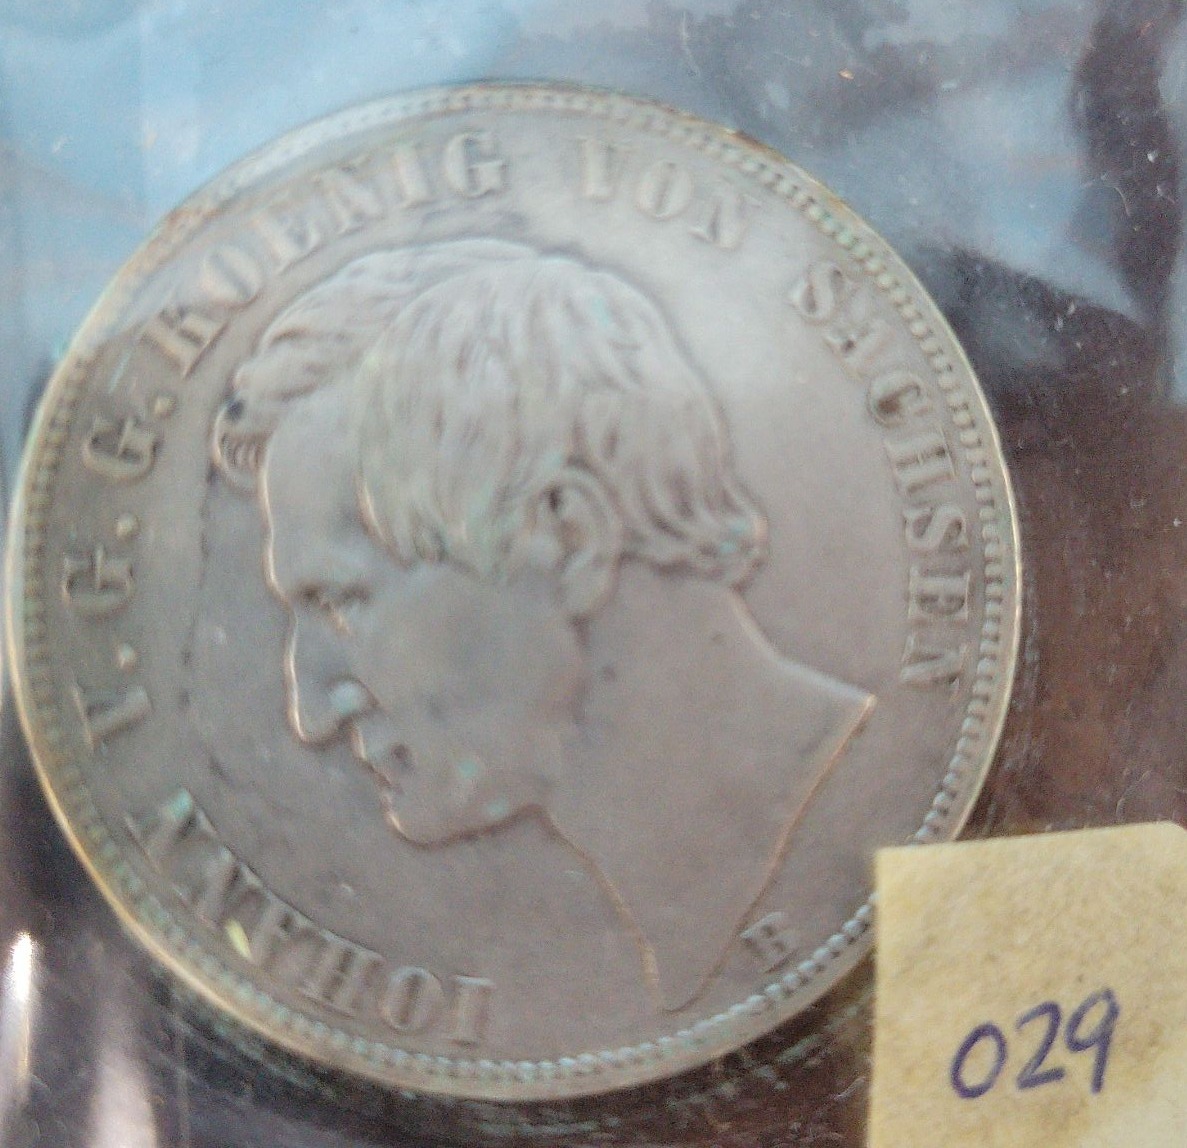 IOHANN V. G. G. KOENIG VON SACHSEN
B
029